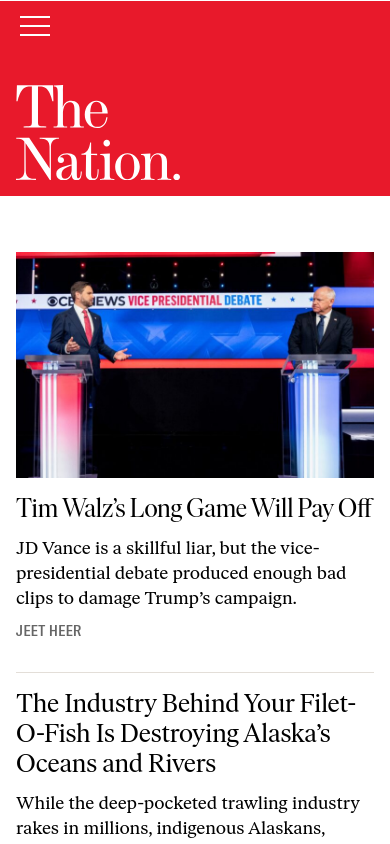 The
Nation.
CBS NEWS VICE PRESIDENTIAL DEBATE
Tim Walz’s Long Game Will Pay Off
JD Vance is a skillful liar, but the vice-
presidential debate produced enough bad
clips to damage Trump’s campaign.
JEET HEER
The Industry Behind Your Filet-
O-Fish Is Destroying Alaska’s
Oceans and Rivers
While the deep-pocketed trawling industry
rakes in millions, indigenous Alaskans,